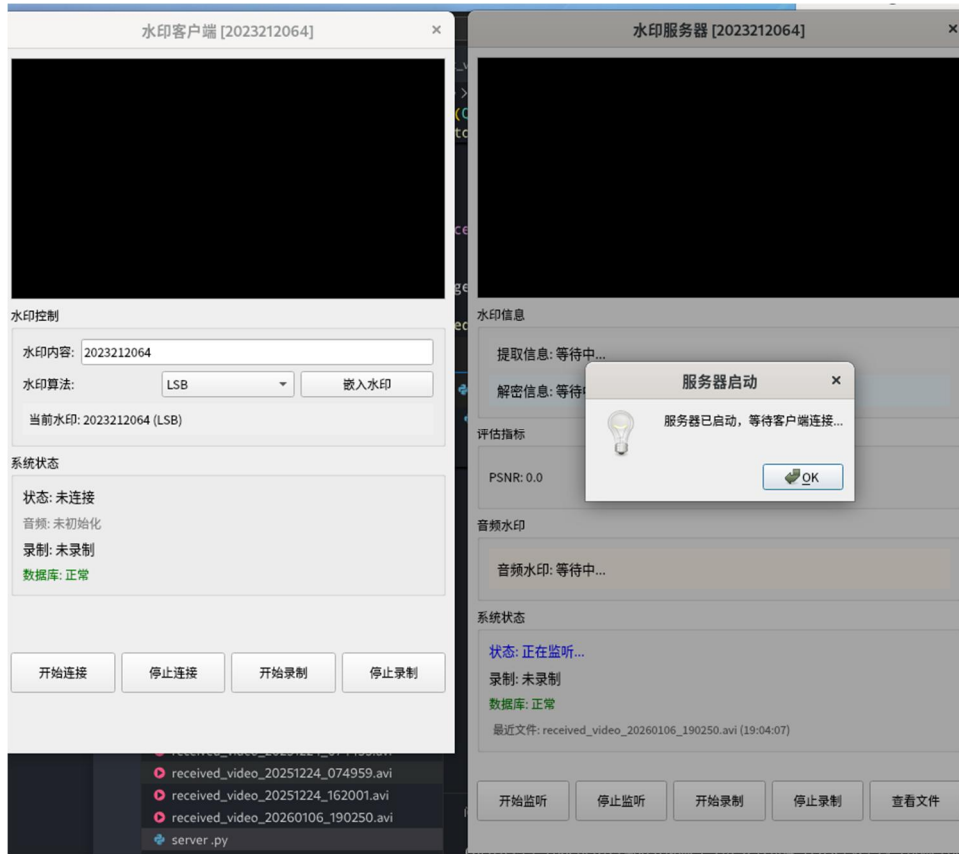 水印客户端 [2023212064]
×
水印控制
水印内容: 2023212064
水印算法: LSB 嵌入水印
当前水印: 2023212064 (LSB)
系统状态
状态: 未连接
音频: 未初始化
录制: 未录制
数据库: 正常
开始连接 停止连接 开始录制 停止录制
水印服务器 [2023212064]
×
水印信息
提取信息: 等待中...
解密信息: 等待
服务器启动
×
服务器已启动，等待客户端连接...
OK
评估指标
PSNR: 0.0
音频水印
音频水印: 等待中...
系统状态
状态: 正在监听...
录制: 未录制
数据库: 正常
最近文件: received_video_20260106_190250.avi (19:04:07)
开始监听 停止监听 开始录制 停止录制 查看文件
received_video_20251224_074959.avi
received_video_20251224_162001.avi
received_video_20260106_190250.avi
server.py